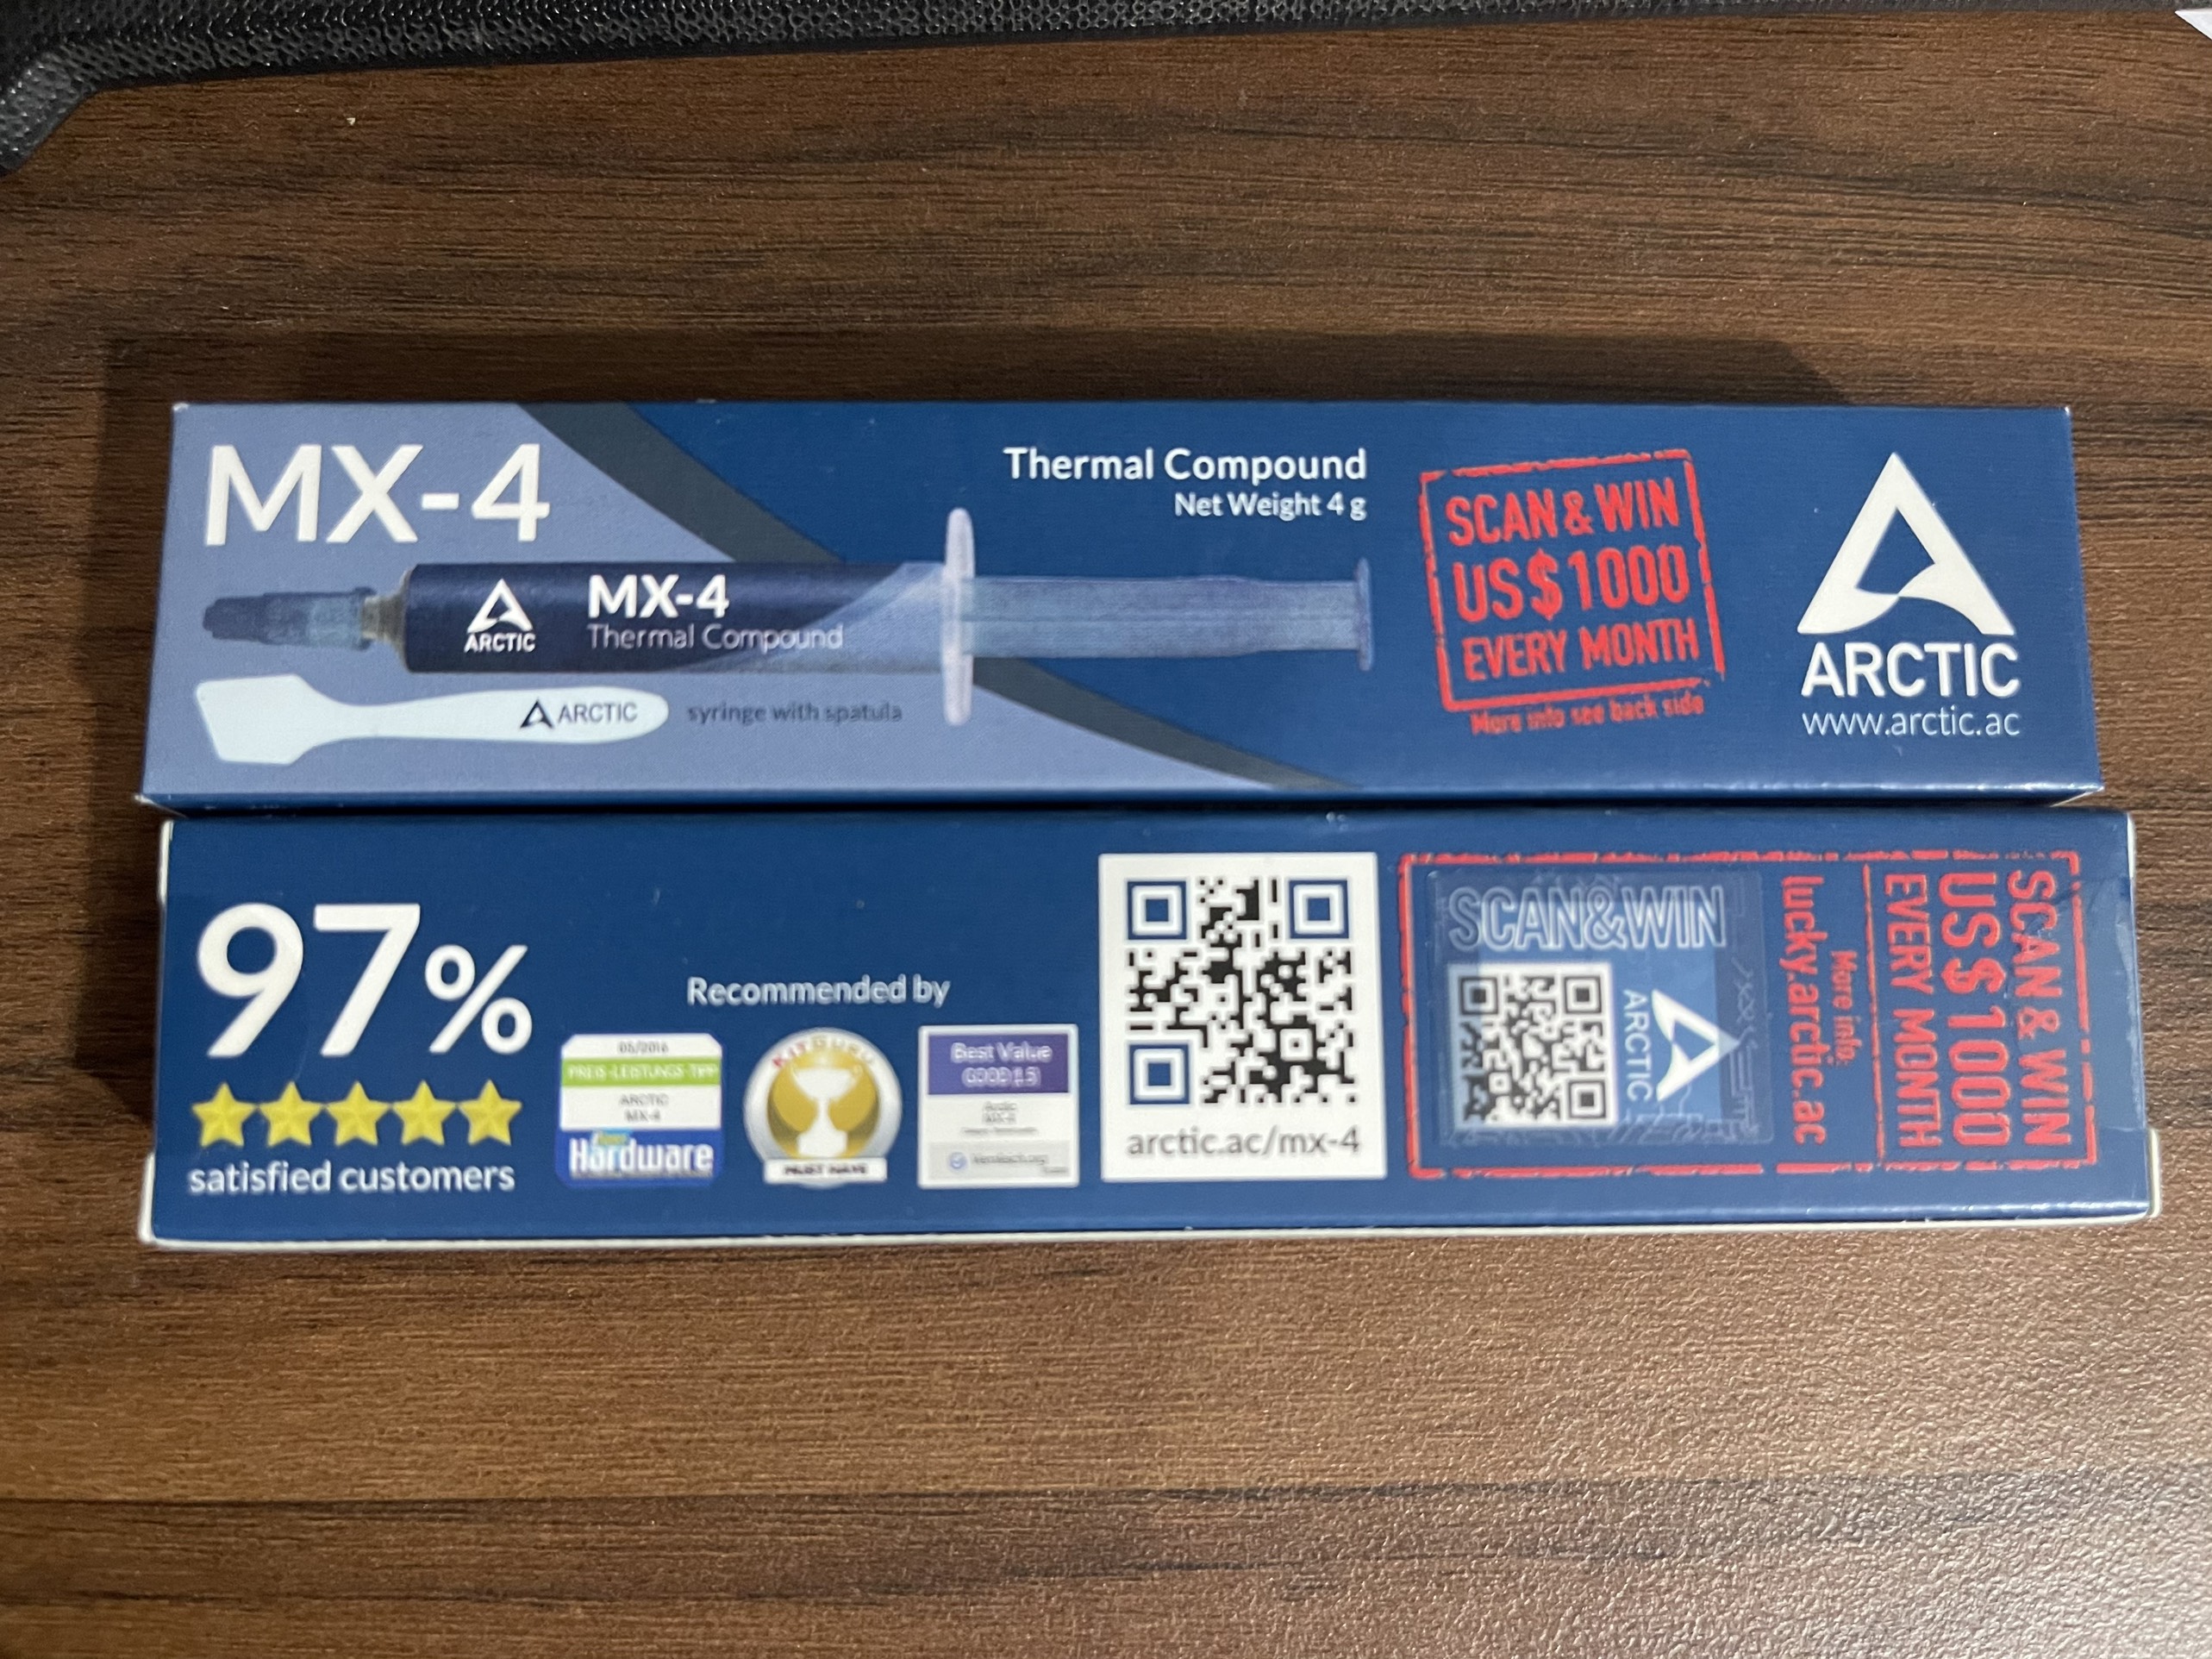 MX-4
Thermal Compound
Net Weight 4 g
ARCTIC
MX-4
Thermal Compound
ARCTIC
syringe with spatula
SCAN & WIN
US $ 1000
EVERY MONTH
More info see back side
ARCTIC
www.arctic.ac
97%
satisfied customers
Recommended by
05/2016
PREIS-LEISTUNGS-TIPP
ARCTIC
MX-4
Hardware
KITGURU
MUST HAVE
Best Value
arctic.ac/mx-4
SCAN&WIN
ARCTIC
SCAN & WIN
US $ 1000
EVERY MONTH
More info:
lucky.arctic.ac